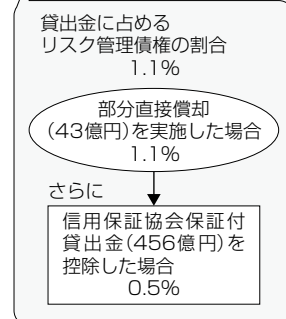 貸出金に占める
リスク管理債権の割合
1.1%
部分直接償却
(43億円)を実施した場合
1.1%
さらに
信用保証協会保証付
貸出金(456億円)を
控除した場合
0.5%